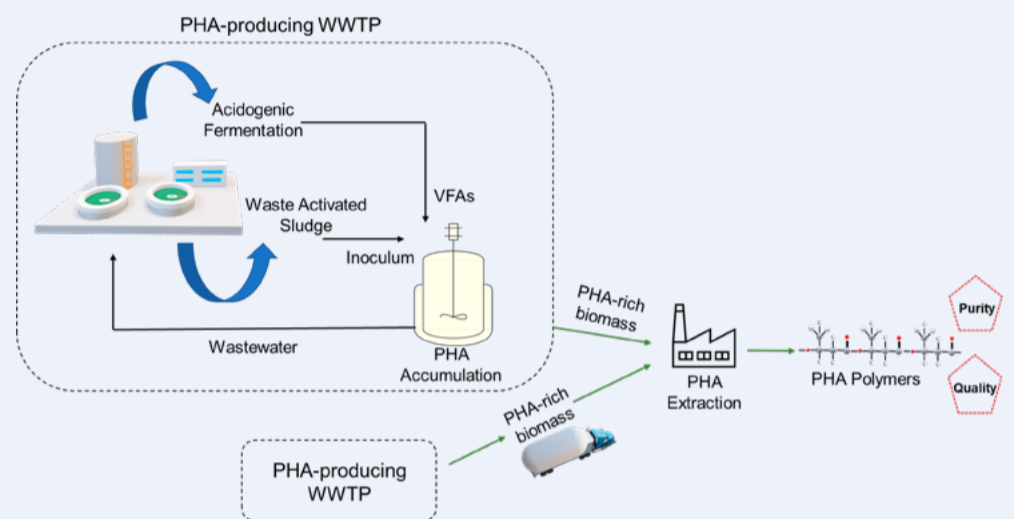 PHA-producing WWTP
Acidogenic
Fermentation
VFAs
Waste Activated
Sludge
Inoculum
Wastewater
PHA
Accumulation
PHA-rich
biomass
PHA
Extraction
PHA Polymers
Purity
Quality
PHA-rich
biomass
PHA-producing
WWTP